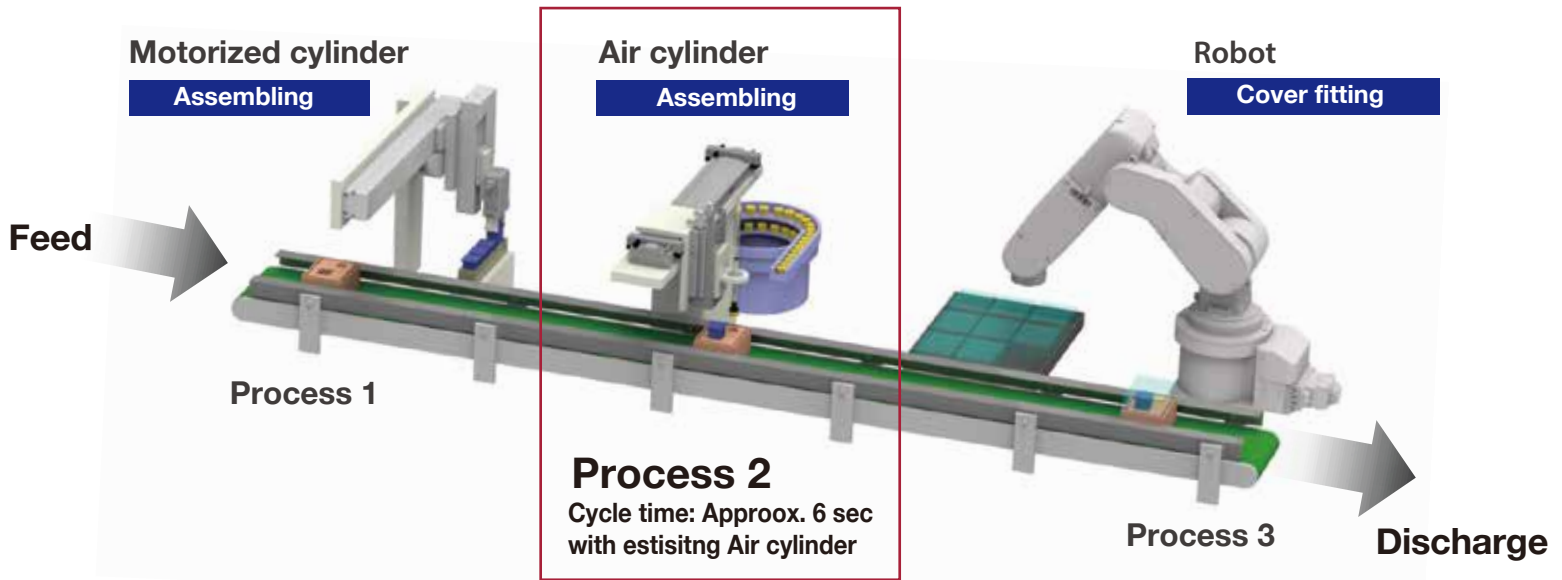 Motorized cylinder
Assembling
Air cylinder
Assembling
Robot
Cover fitting
Feed
Process 1
Process 2
Cycle time: Approox. 6 sec
with estisitng Air cylinder
Process 3
Discharge